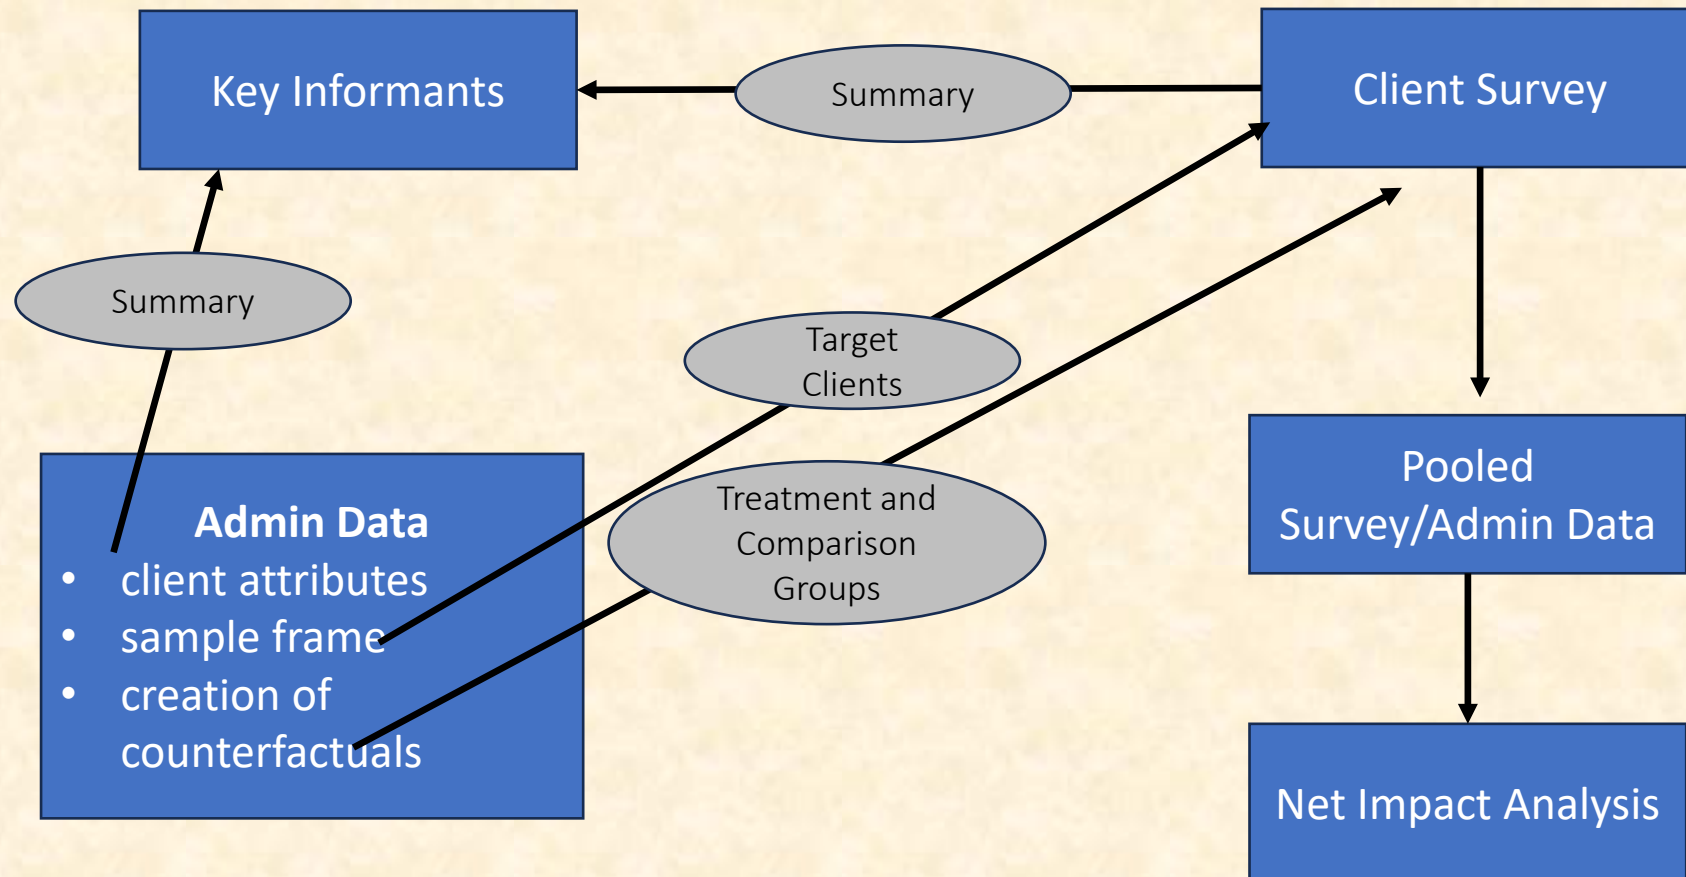 Key Informants
Summary
Client Survey
Summary
Target
Clients
Treatment and
Comparison
Groups
Admin Data
• client attributes
• sample frame
• creation of
counterfactuals
Pooled
Survey/Admin Data
Net Impact Analysis